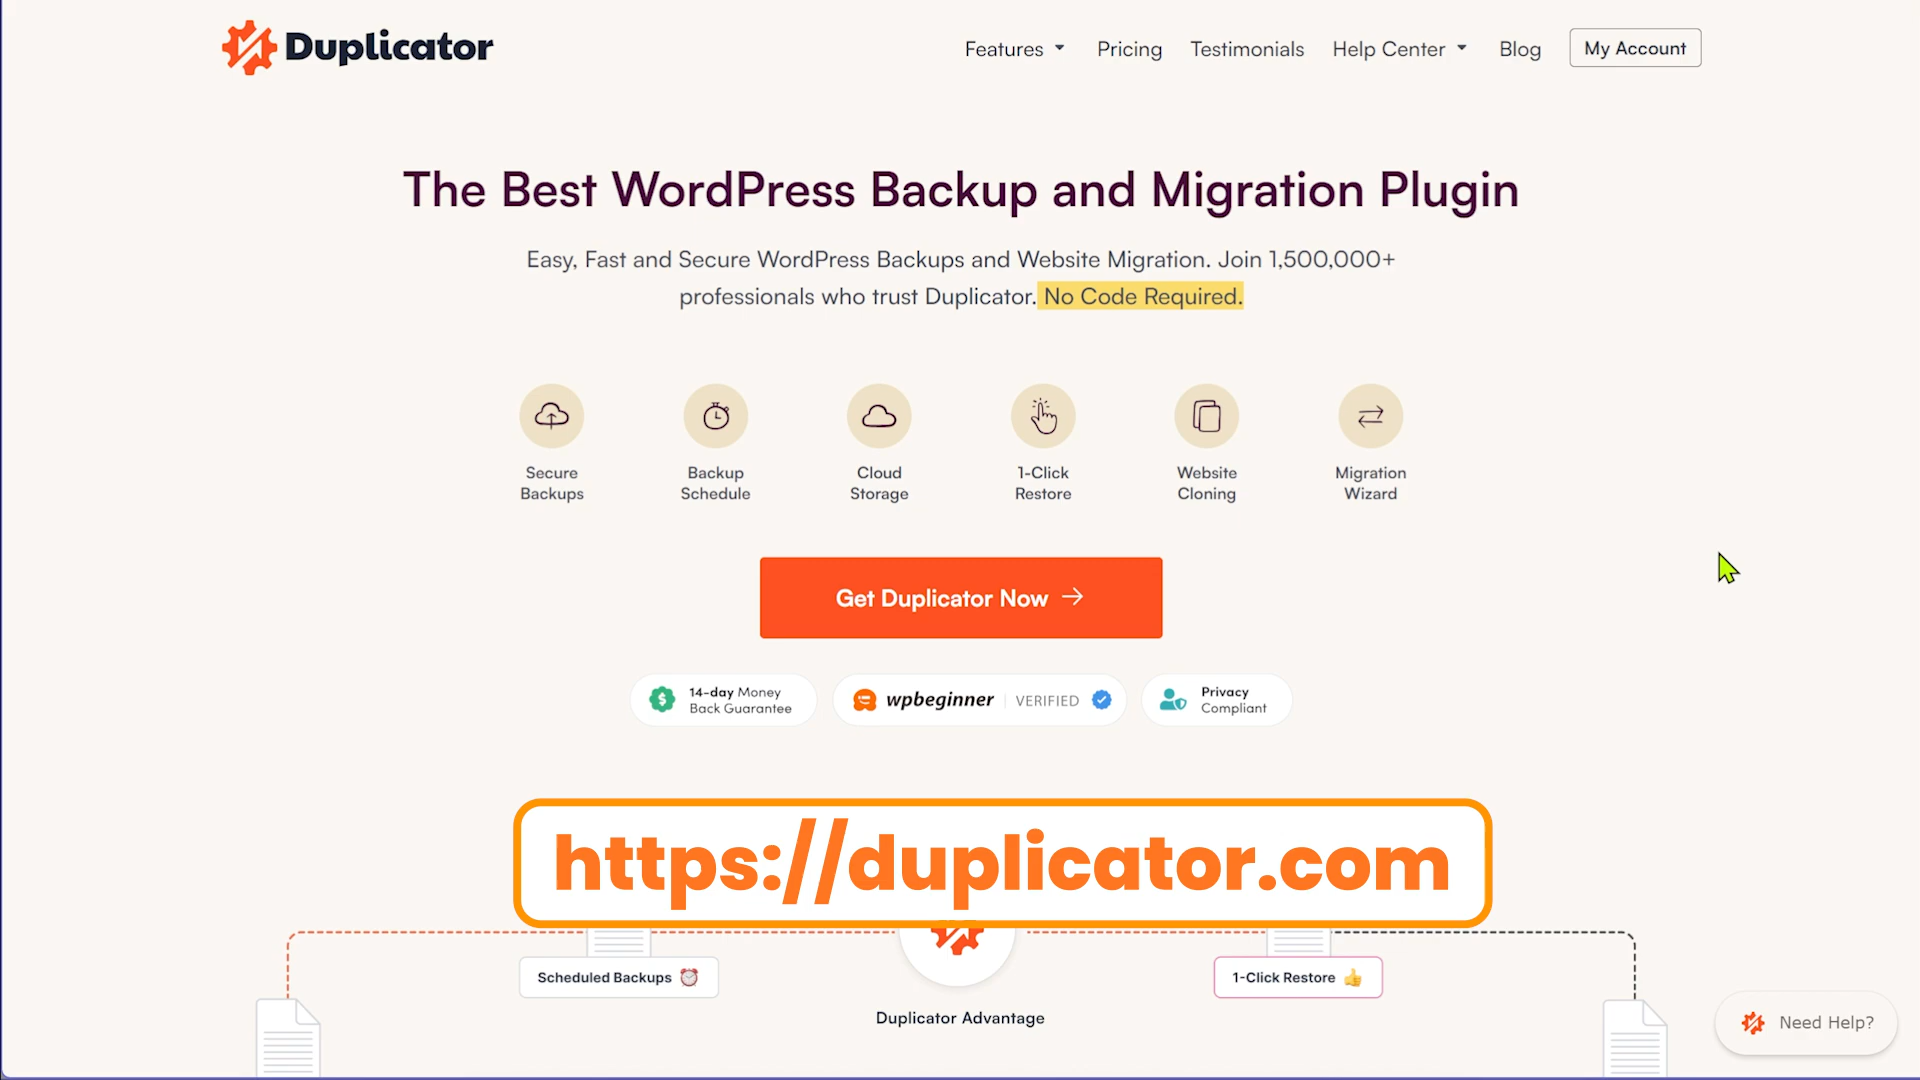 Duplicator
Features
Pricing
Testimonials
Help Center
Blog
My Account
The Best WordPress Backup and Migration Plugin
Easy, Fast and Secure WordPress Backups and Website Migration. Join 1,500,000+
professionals who trust Duplicator. No Code Required.
Secure
Backups
Backup
Schedule
Cloud
Storage
1-Click
Restore
Website
Cloning
Migration
Wizard
Get Duplicator Now →
14-day Money
Back Guarantee
wpbeginner VERIFIED
Privacy
Compliant
https://duplicator.com
Scheduled Backups
1-Click Restore
Duplicator Advantage
Need Help?